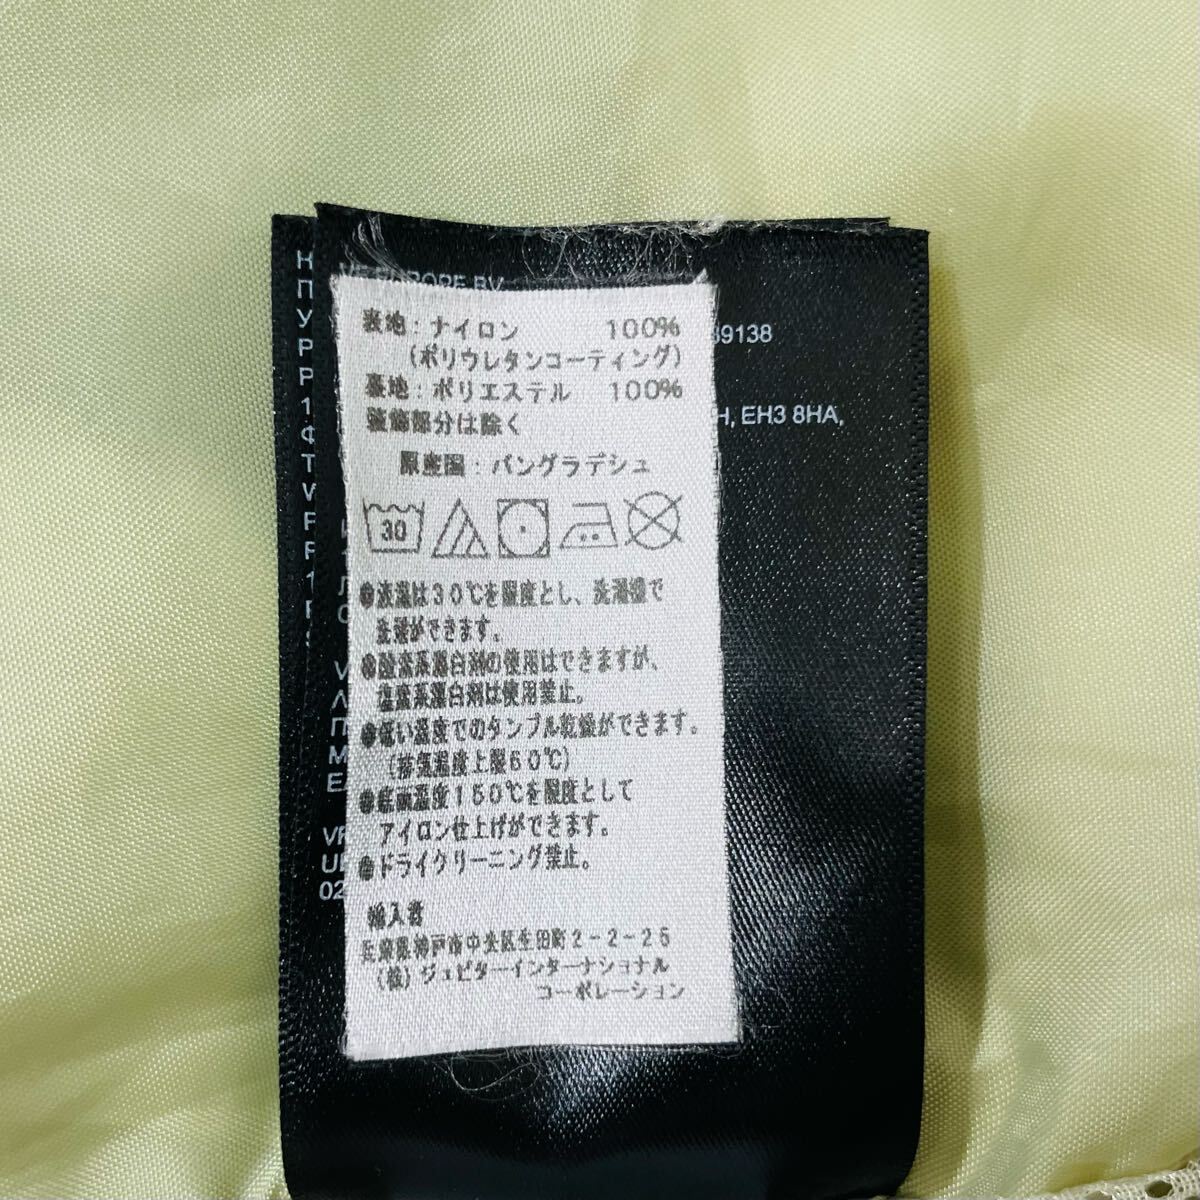 VF EUROPE BV
39138
H, EH3 8HA,
表地：ナイロン 100%
(ポリウレタンコーティング)
裏地：ポリエステル 100%
装飾部分は除く
原産国：バングラデシュ
30
●液温は30℃を限度とし、洗濯機で
洗濯ができます。
●酸素系漂白剤の使用はできますが、
塩素系漂白剤は使用禁止。
●低い温度でのタンブル乾燥ができます。
(排気温度上限60℃)
●底面温度150℃を限度として
アイロン仕上げができます。
●ドライクリーニング禁止。
輸入者
兵庫県神戸市中央区生田町2-2-25
(株)ジュピターインターナショナル
コーポレーション